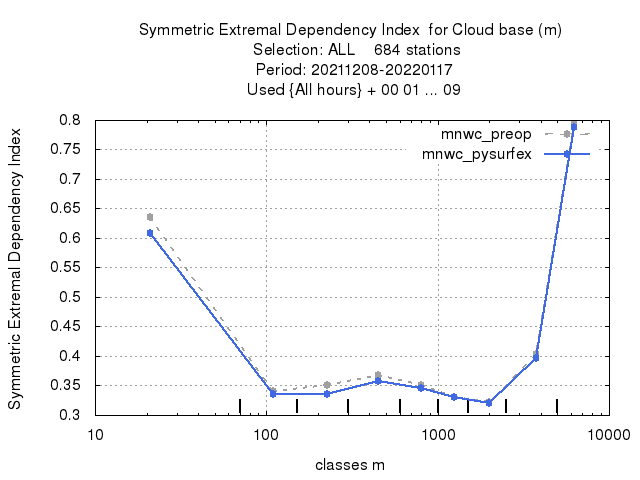 Symmetric Extremal Dependency Index  for Cloud base (m)
Selection: ALL    684 stations
Period: 20211208-20220117
Used {All hours} + 00 01 ... 09
mnwc_preop
mnwc_pysurfex
Symmetric Extremal Dependency Index
0.8
0.75
0.7
0.65
0.6
0.55
0.5
0.45
0.4
0.35
0.3
10 100 1000 10000
classes m